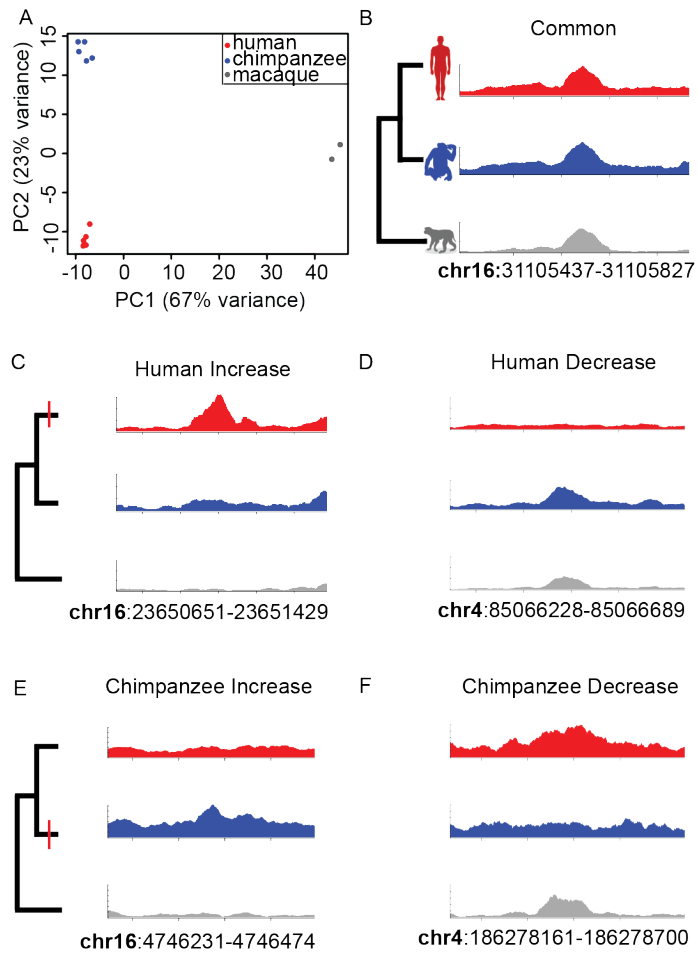 A
PC2 (23% variance)
15
10
5
0
-5
-10
human
chimpanzee
macaque
-10 0 10 20 30 40
PC1 (67% variance)
B
Common
chr16:31105437-31105827
C
Human Increase
chr16:23650651-23651429
D
Human Decrease
chr4:85066228-85066689
E
Chimpanzee Increase
chr16:4746231-4746474
F
Chimpanzee Decrease
chr4:186278161-186278700